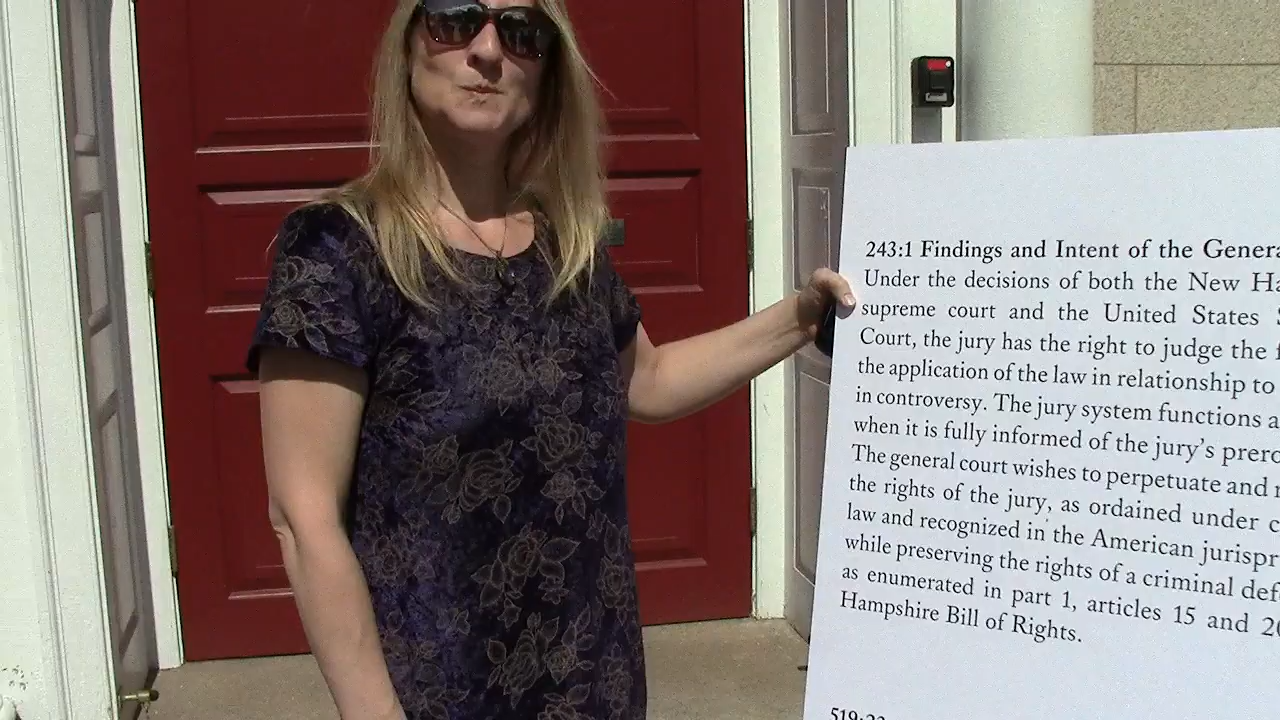 243:1 Findings and Intent of the Genera
Under the decisions of both the New Ha
supreme court and the United States S
Court, the jury has the right to judge the f
the application of the law in relationship to
in controversy. The jury system functions a
when it is fully informed of the jury's prero
The general court wishes to perpetuate and r
the rights of the jury, as ordained under c
law and recognized in the American jurispr
while preserving the rights of a criminal def
as enumerated in part 1, articles 15 and 20
Hampshire Bill of Rights.